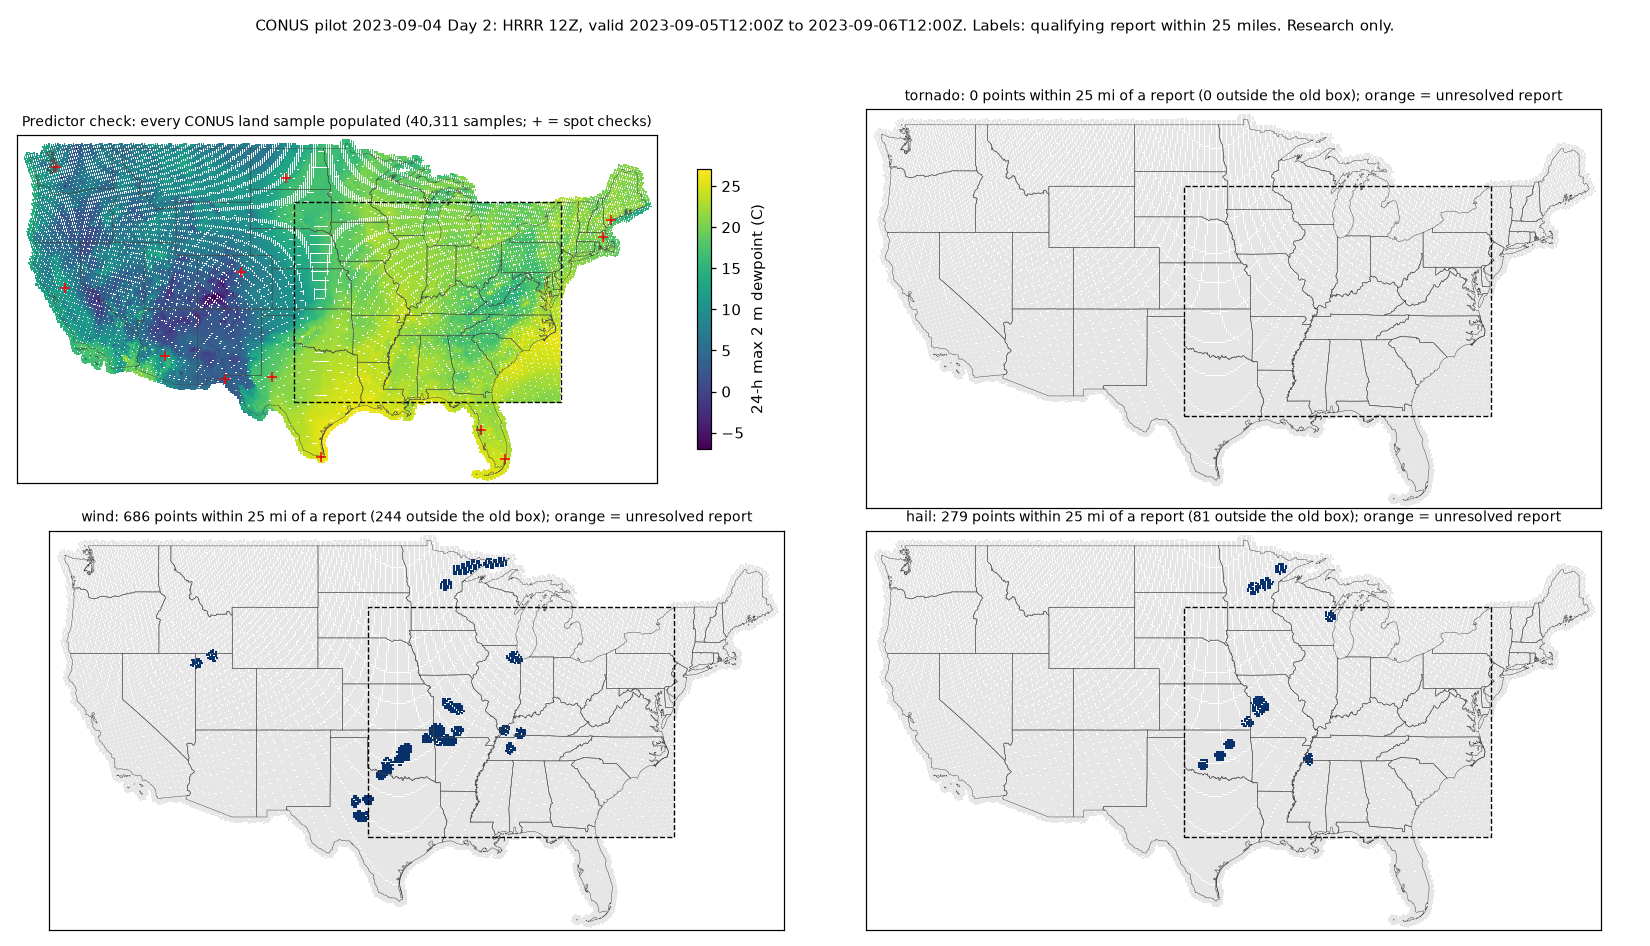 CONUS pilot 2023-09-04 Day 2: HRRR 12Z, valid 2023-09-05T12:00Z to 2023-09-06T12:00Z. Labels: qualifying report within 25 miles. Research only.
Predictor check: every CONUS land sample populated (40,311 samples; + = spot checks)
25
20
15
10
5
0
−5
24-h max 2 m dewpoint (C)
tornado: 0 points within 25 mi of a report (0 outside the old box); orange = unresolved report
wind: 686 points within 25 mi of a report (244 outside the old box); orange = unresolved report
hail: 279 points within 25 mi of a report (81 outside the old box); orange = unresolved report